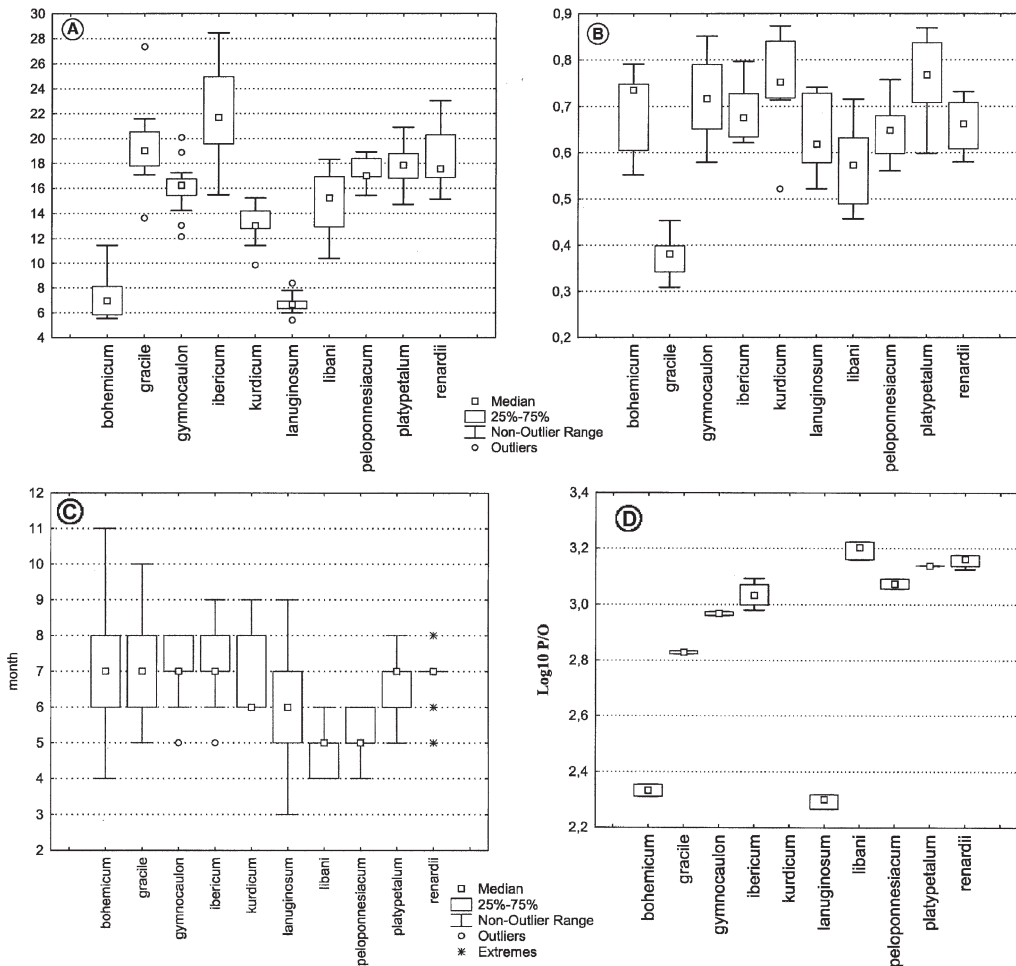 A
30
28
26
24
22
20
18
16
14
12
10
8
6
4
bohemicum
gracile
gymnocaulon
ibericum
kurdicum
lanuginosum
libani
peloponnesiacum
platypetalum
renardii
B
0,9
0,8
0,7
0,6
0,5
0,4
0,3
0,2
bohemicum
gracile
gymnocaulon
ibericum
kurdicum
lanuginosum
libani
peloponnesiacum
platypetalum
renardii
Median
25%-75%
Non-Outlier Range
Outliers
C
month
12
11
10
9
8
7
6
5
4
3
2
bohemicum
gracile
gymnocaulon
ibericum
kurdicum
lanuginosum
libani
peloponnesiacum
platypetalum
renardii
Median
25%-75%
Non-Outlier Range
Outliers
Extremes
D
Log10 P/O
3,4
3,2
3,0
2,8
2,6
2,4
2,2
bohemicum
gracile
gymnocaulon
ibericum
kurdicum
lanuginosum
libani
peloponnesiacum
platypetalum
renardii